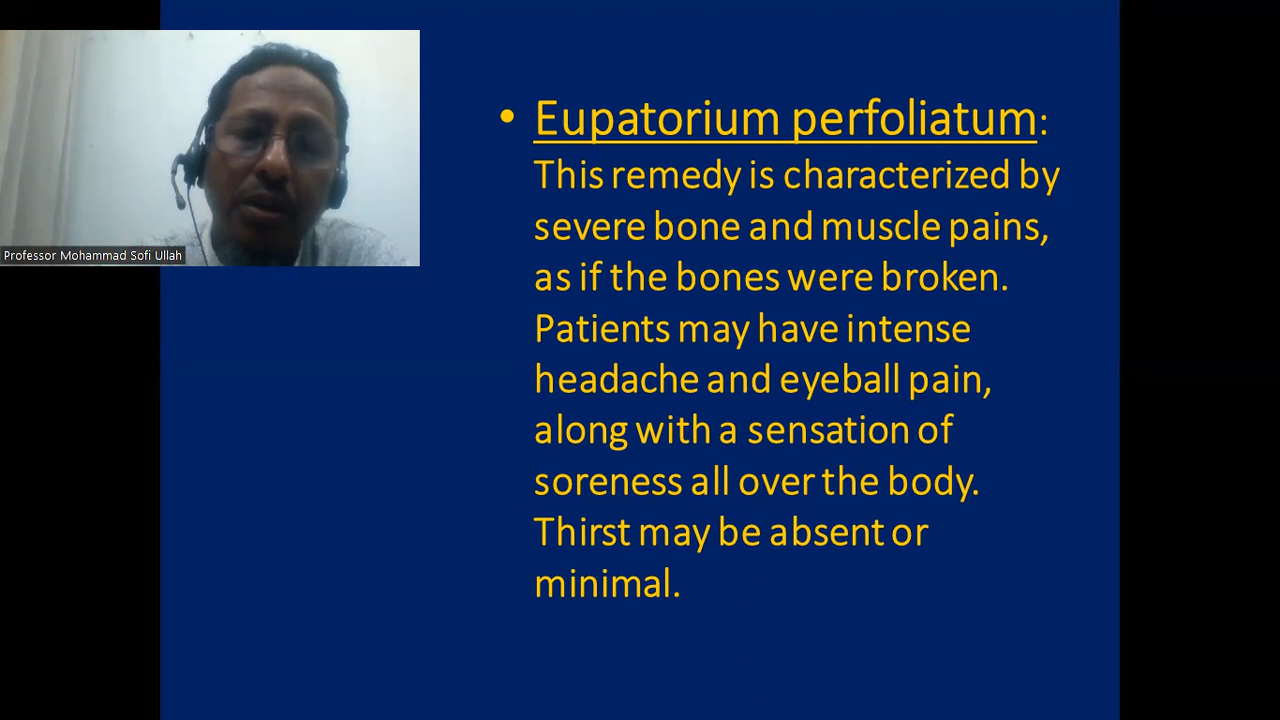 Professor Mohammad Sofi Ullah
• Eupatorium perfoliatum:
This remedy is characterized by
severe bone and muscle pains,
as if the bones were broken.
Patients may have intense
headache and eyeball pain,
along with a sensation of
soreness all over the body.
Thirst may be absent or
minimal.